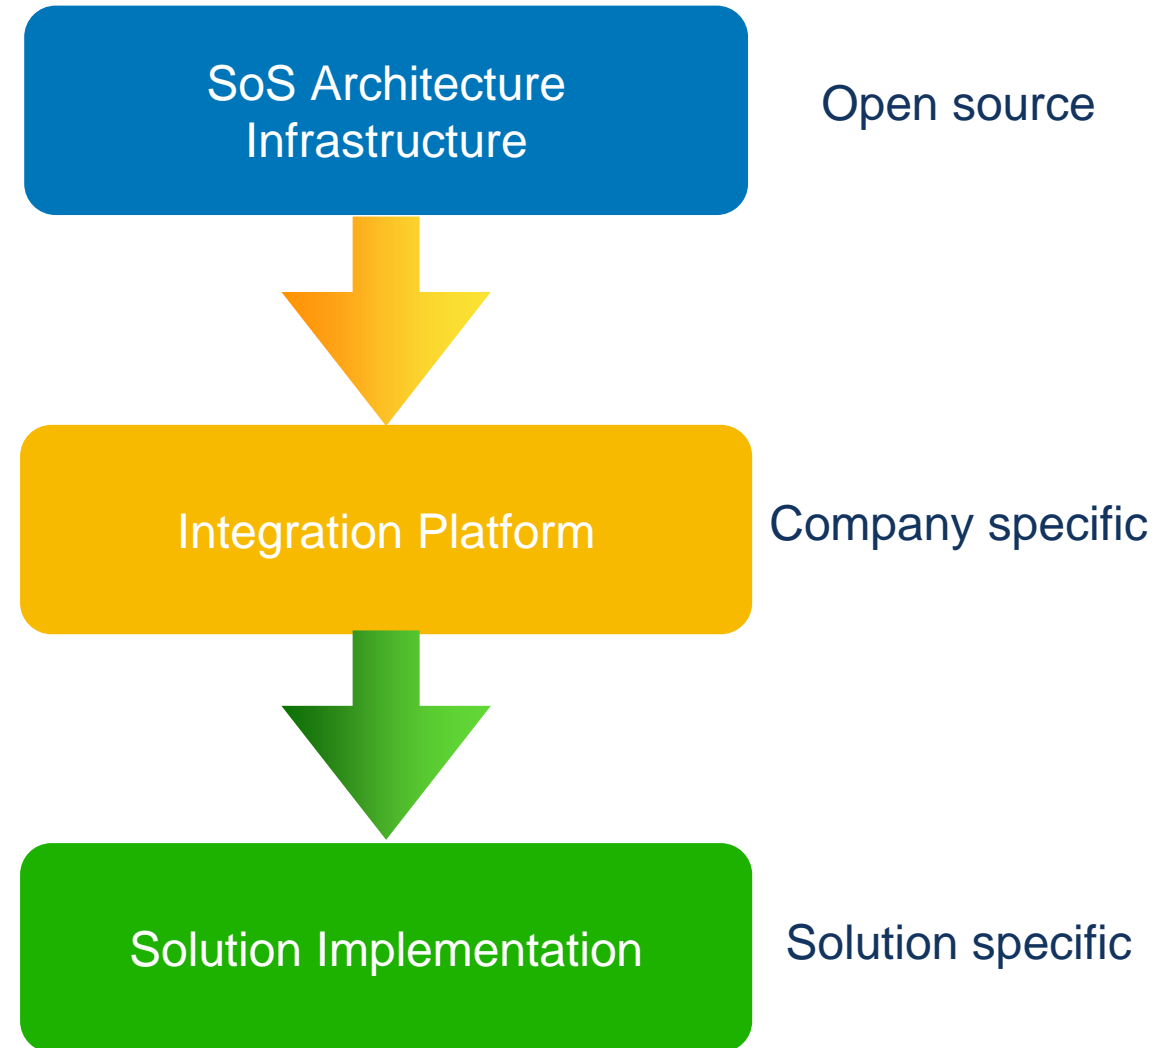 SoS Architecture
Infrastructure
Open source
Integration Platform
Company specific
Solution Implementation
Solution specific